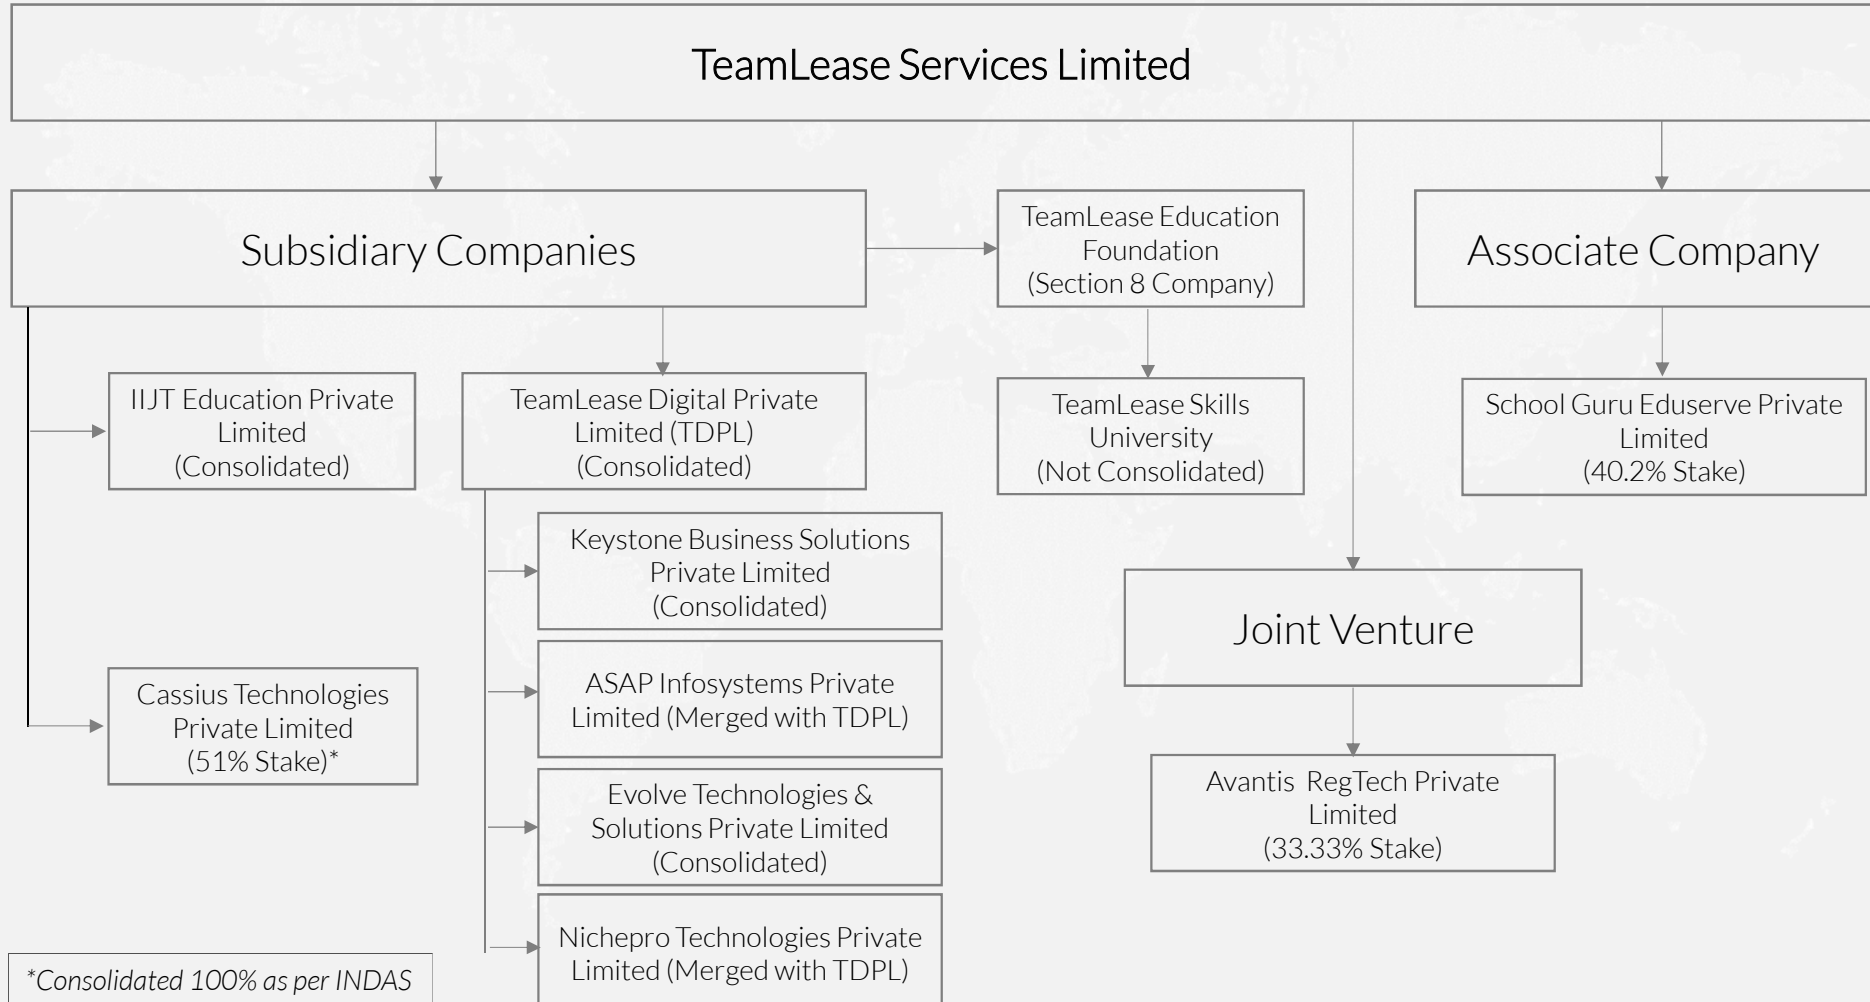 TeamLease Services Limited
Subsidiary Companies
TeamLease Education
Foundation
(Section 8 Company)
Associate Company
IIJT Education Private
Limited
(Consolidated)
TeamLease Digital Private
Limited (TDPL)
(Consolidated)
TeamLease Skills
University
(Not Consolidated)
School Guru Eduserve Private
Limited
(40.2% Stake)
Keystone Business Solutions
Private Limited
(Consolidated)
Joint Venture
ASAP Infosystems Private
Limited (Merged with TDPL)
Cassius Technologies
Private Limited
(51% Stake)*
Evolve Technologies &
Solutions Private Limited
(Consolidated)
Avantis RegTech Private
Limited
(33.33% Stake)
Nichepro Technologies Private
Limited (Merged with TDPL)
*Consolidated 100% as per INDAS